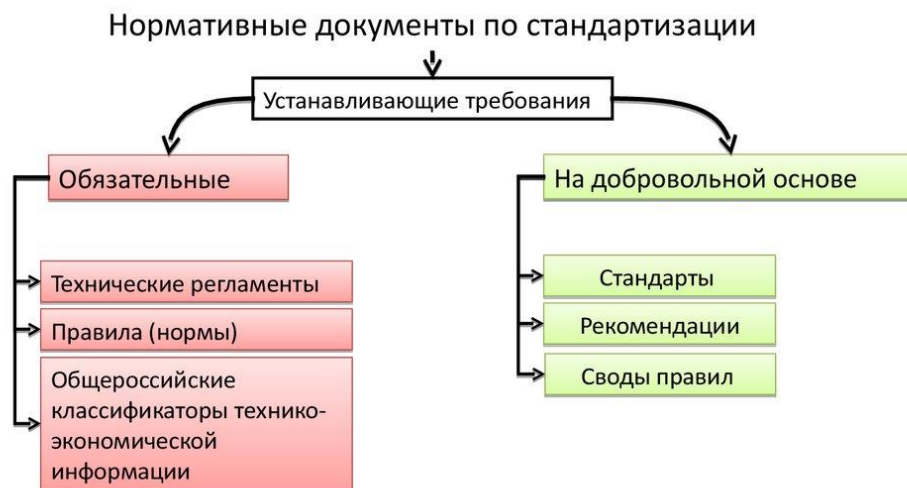 Нормативные документы по стандартизации
Устанавливающие требования
Обязательные
Технические регламенты
Правила (нормы)
Общероссийские
классификаторы технико-
экономической
информации
На добровольной основе
Стандарты
Рекомендации
Своды правил